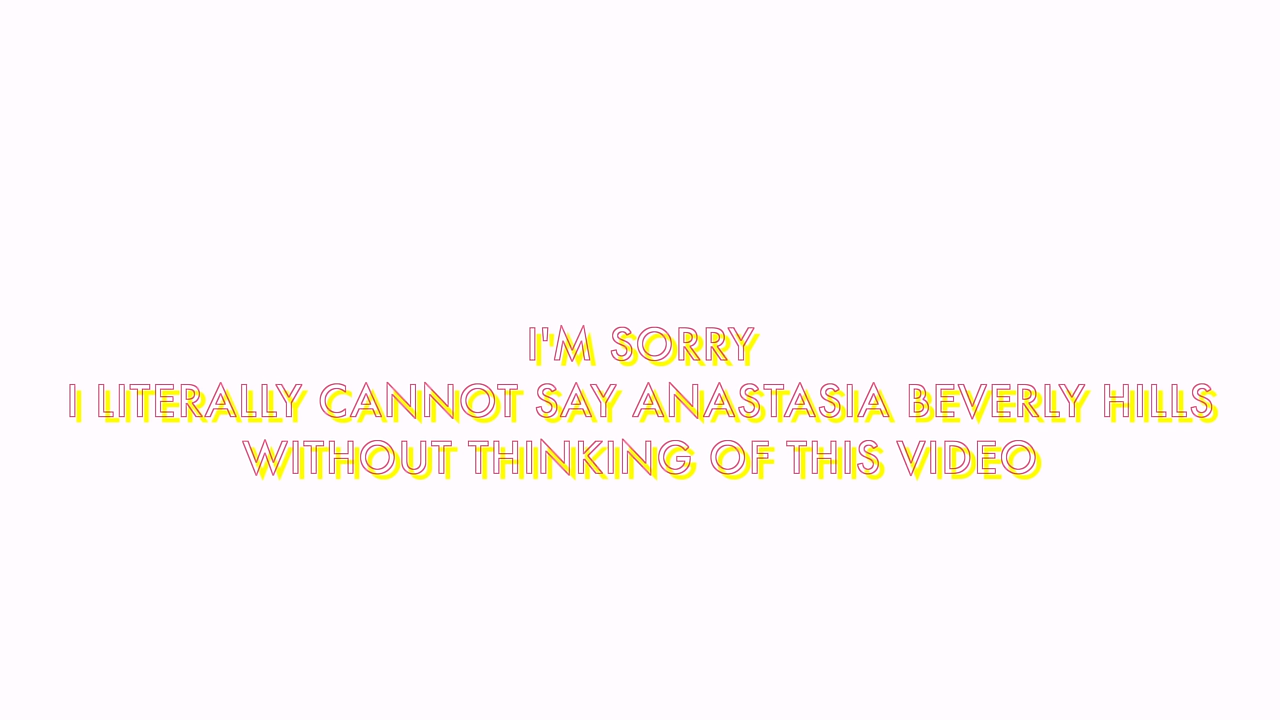 I'M SORRY
I LITERALLY CANNOT SAY ANASTASIA BEVERLY HILLS
WITHOUT THINKING OF THIS VIDEO